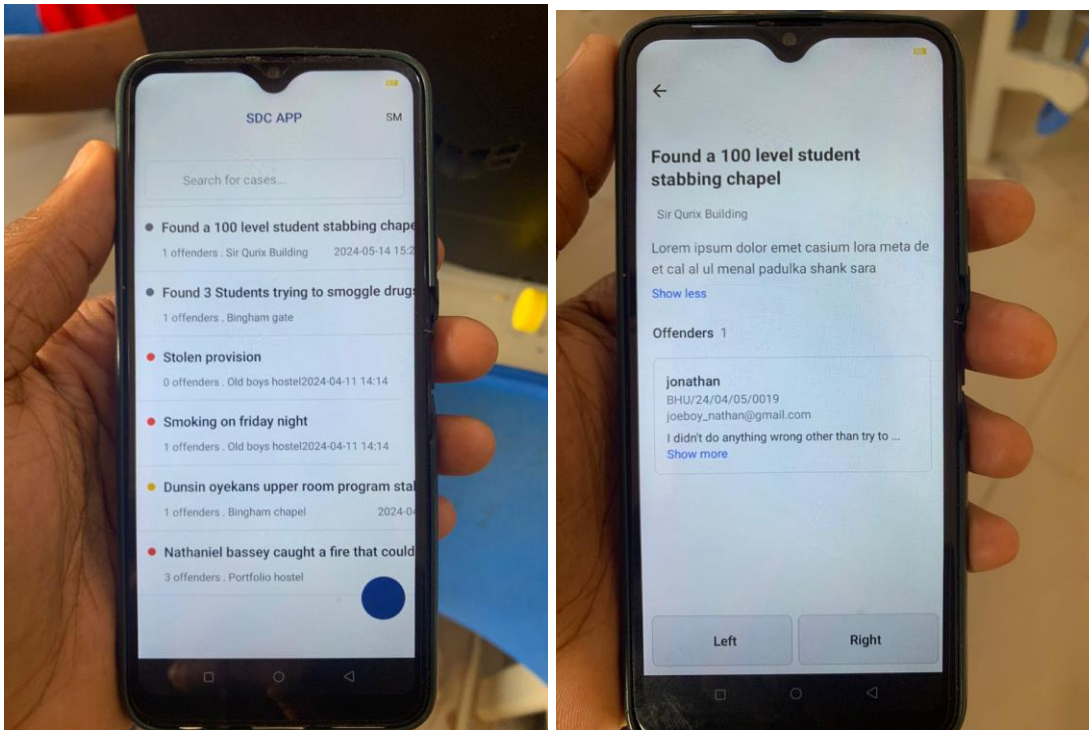 SDC APP
SM
Search for cases...
Found a 100 level student stabbing chape
1 offenders . Sir Qurix Building 2024-05-14 15:2
Found 3 Students trying to smoggle drugs
1 offenders . Bingham gate
Stolen provision
0 offenders . Old boys hostel2024-04-11 14:14
Smoking on friday night
1 offenders . Old boys hostel2024-04-11 14:14
Dunsin oyekans upper room program stal
1 offenders . Bingham chapel 2024-04
Nathaniel bassey caught a fire that could
3 offenders . Portfolio hostel
Found a 100 level student
stabbing chapel
Sir Qurix Building
Lorem ipsum dolor emet casium lora meta de
et cal al ul menal padulka shank sara
Show less
Offenders 1
jonathan
BHU/24/04/05/0019
joeboy_nathan@gmail.com
I didn't do anything wrong other than try to ...
Show more
Left
Right